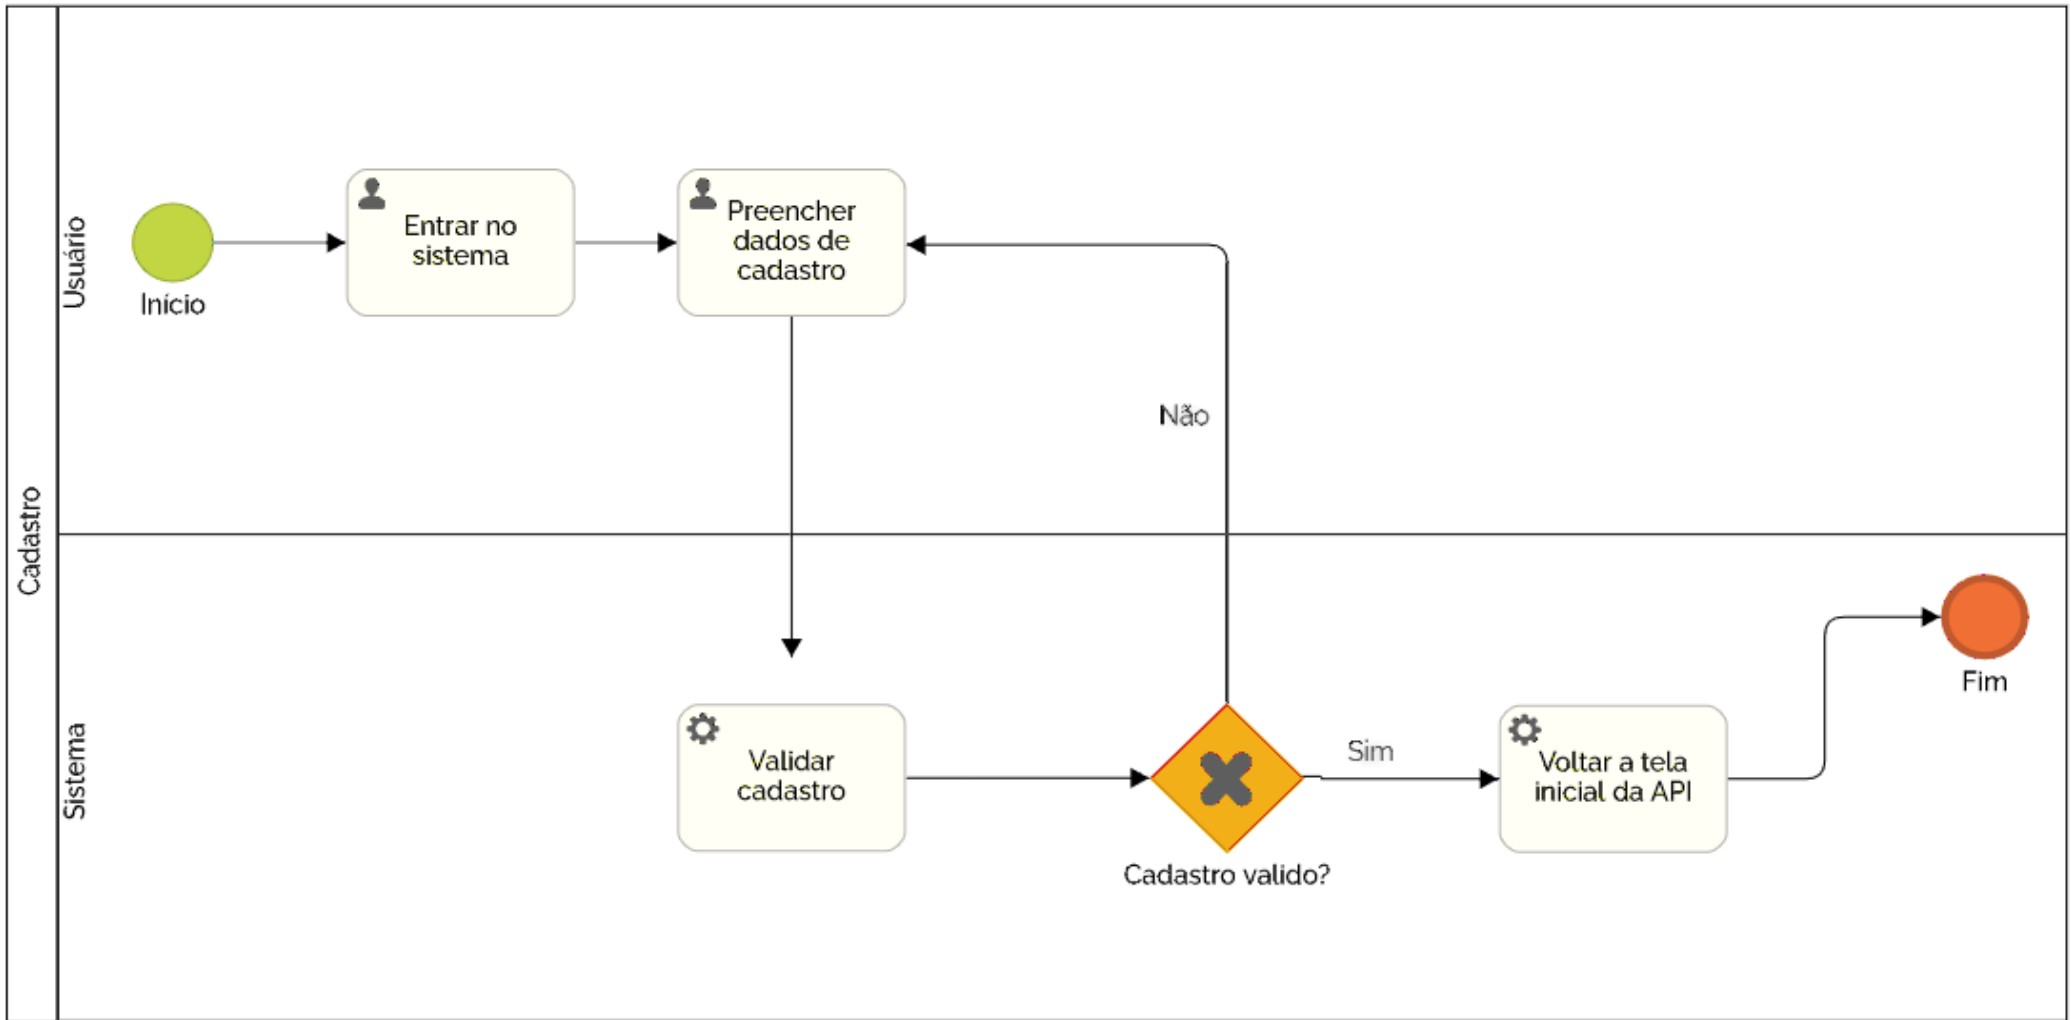 Cadastro
Usuário
Início
Entrar no
sistema
Preencher
dados de
cadastro
Não
Sistema
Validar
cadastro
Cadastro valido?
Sim
Voltar a tela
inicial da API
Fim